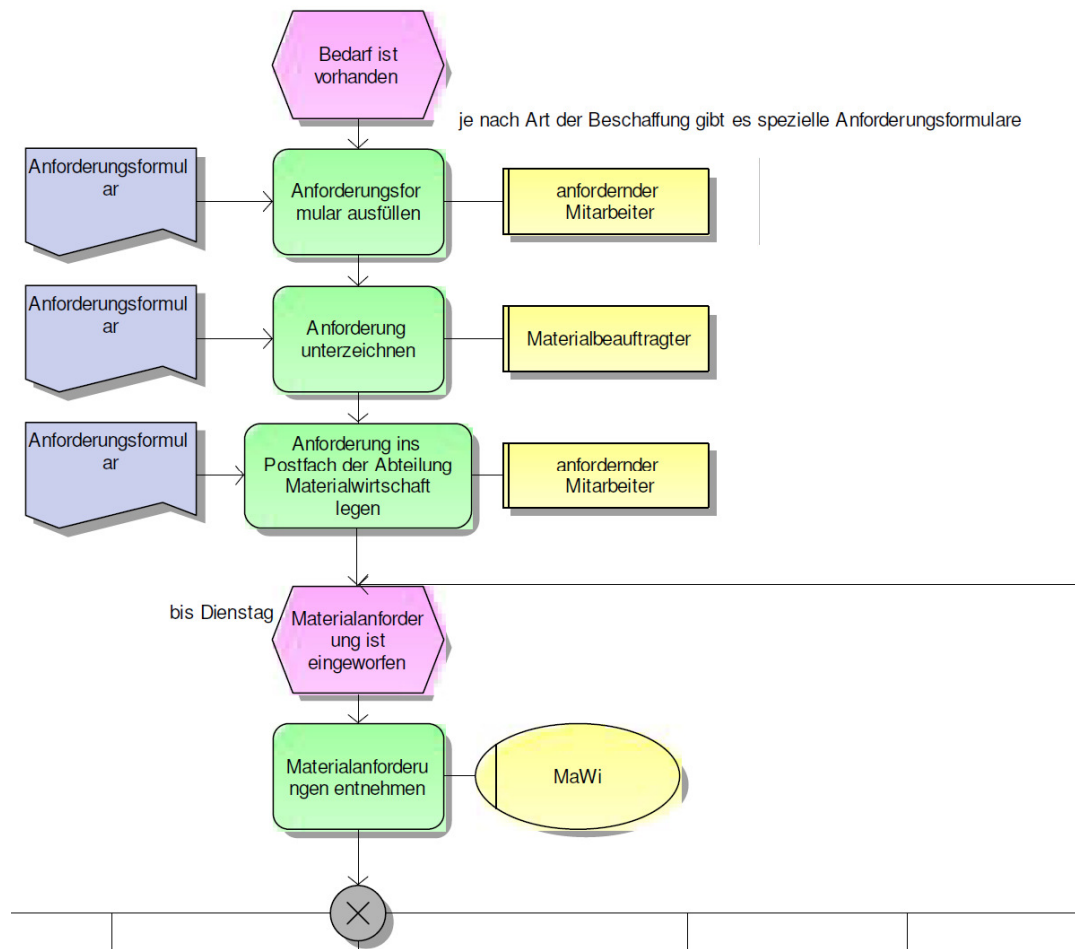 Bedarf ist
vorhanden
je nach Art der Beschaffung gibt es spezielle Anforderungsformulare
Anforderungsformul
ar
Anforderungsfor
mular ausfüllen
anfordernder
Mitarbeiter
Anforderungsformul
ar
Anforderung
unterzeichnen
Materialbeauftragter
Anforderungsformul
ar
Anforderung ins
Postfach der Abteilung
Materialwirtschaft
legen
anfordernder
Mitarbeiter
bis Dienstag
Materialanforder
ung ist
eingeworfen
Materialanforderu
ngen entnehmen
MaWi